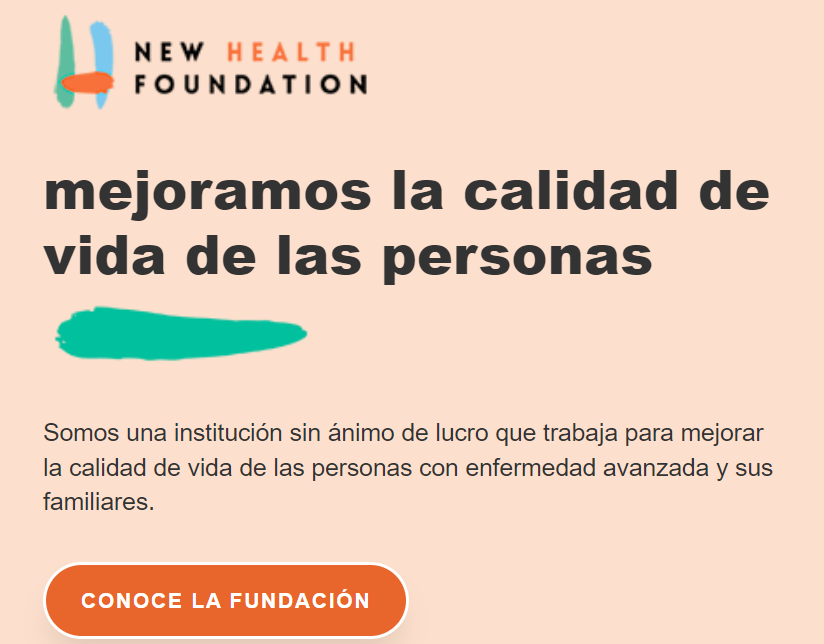 NEW HEALTH
FOUNDATION
mejoramos la calidad de
vida de las personas
Somos una institución sin ánimo de lucro que trabaja para mejorar
la calidad de vida de las personas con enfermedad avanzada y sus
familiares.
CONOCE LA FUNDACIÓN